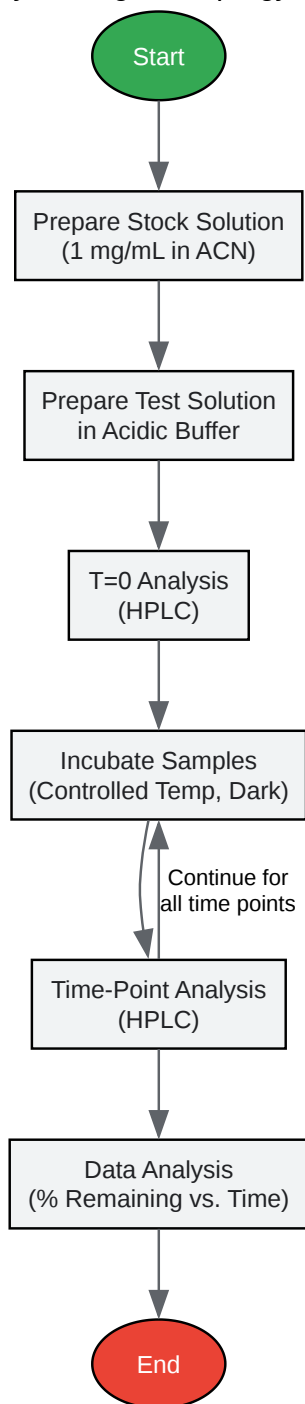 Start
Prepare Stock Solution
(1 mg/mL in ACN)
Prepare Test Solution
in Acidic Buffer
T=0 Analysis
(HPLC)
Incubate Samples
(Controlled Temp, Dark)
Continue for
all time points
Time-Point Analysis
(HPLC)
Data Analysis
(% Remaining vs. Time)
End